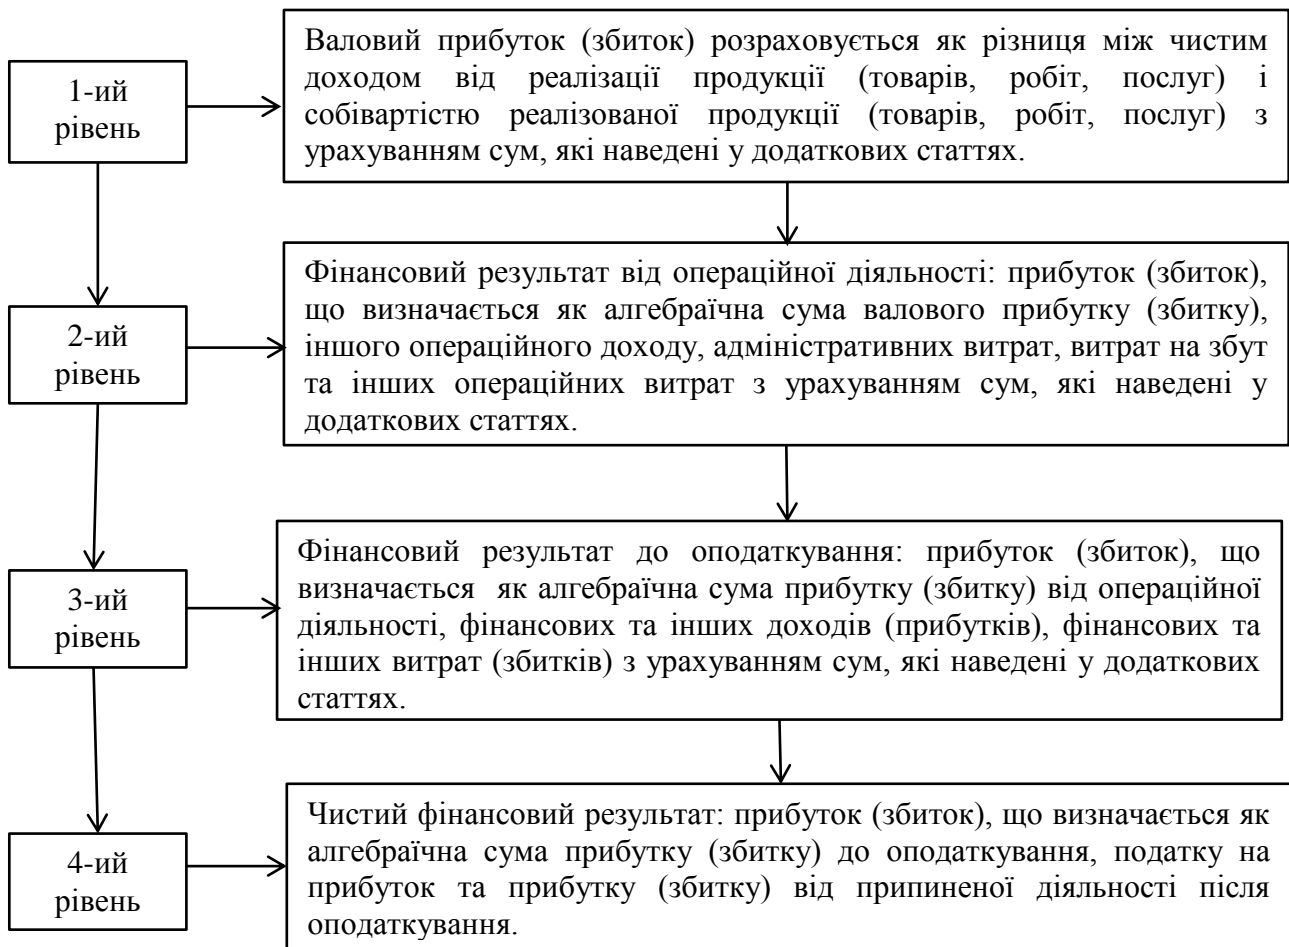 1-ий
рівень
Валовий прибуток (збиток) розраховується як різниця між чистим
доходом від реалізації продукції (товарів, робіт, послуг) і
собівартістю реалізованої продукції (товарів, робіт, послуг) з
урахуванням сум, які наведені у додаткових статтях.
2-ий
рівень
Фінансовий результат від операційної діяльності: прибуток (збиток),
що визначається як алгебраїчна сума валового прибутку (збитку),
іншого операційного доходу, адміністративних витрат, витрат на збут
та інших операційних витрат з урахуванням сум, які наведені у
додаткових статтях.
3-ий
рівень
Фінансовий результат до оподаткування: прибуток (збиток), що
визначається як алгебраїчна сума прибутку (збитку) від операційної
діяльності, фінансових та інших доходів (прибутків), фінансових та
інших витрат (збитків) з урахуванням сум, які наведені у додаткових
статтях.
4-ий
рівень
Чистий фінансовий результат: прибуток (збиток), що визначається як
алгебраїчна сума прибутку (збитку) до оподаткування, податку на
прибуток та прибутку (збитку) від припиненої діяльності після
оподаткування.